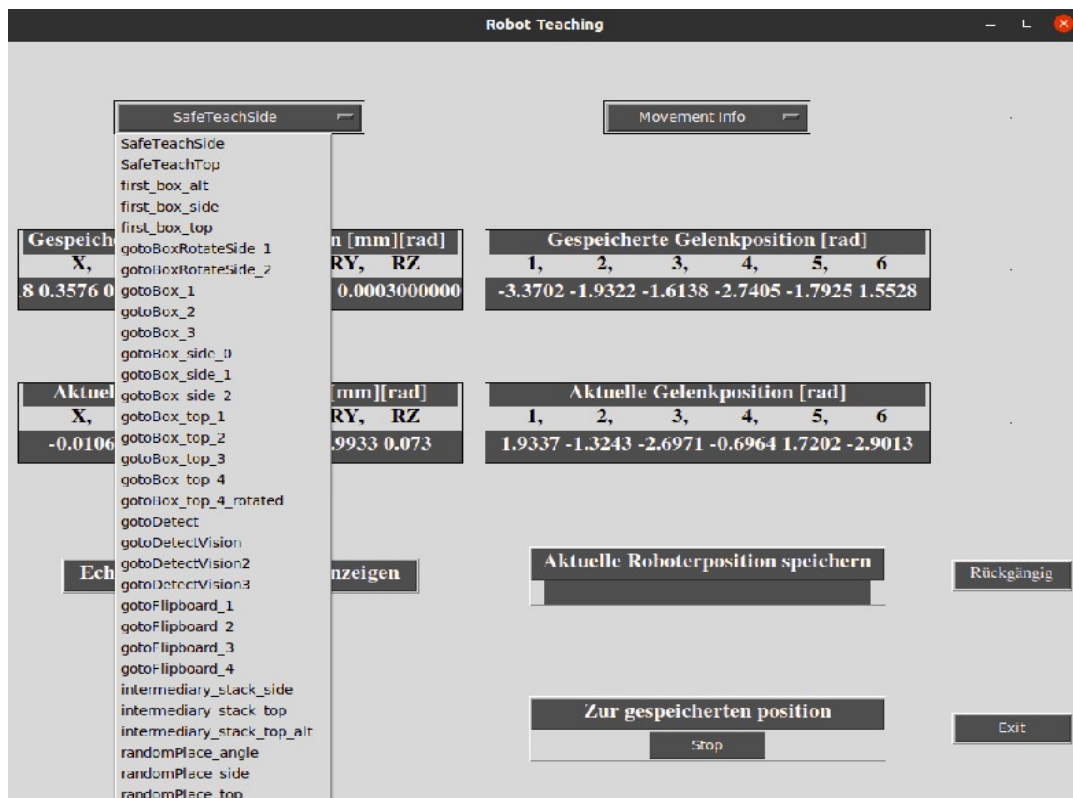 Robot Teaching
SafeTeachSide
Movement Info
SafeTeachSide
SafeTeachTop
first_box_alt
first_box_side
first_box_top
gotoBoxRotateSide_1
gotoBoxRotateSide_2
gotoBox_1
gotoBox_2
gotoBox_3
gotoBox_side_0
gotoBox_side_1
gotoBox_side_2
gotoBox_top_1
gotoBox_top_2
gotoBox_top_3
gotoBox_top_4
gotoBox_top_4_rotated
gotoDetect
gotoDetectVision
gotoDetectVision2
gotoDetectVision3
gotoFlipboard_1
gotoFlipboard_2
gotoFlipboard_3
gotoFlipboard_4
intermediary_stack_side
intermediary_stack_top
intermediary_stack_top_alt
randomPlace_angle
randomPlace_side
randomPlace_top
Gespeich n [mm][rad]
X, RY, RZ
8 0.3576 0 0.0003000000
Gespeicherte Gelenkposition [rad]
1, 2, 3, 4, 5, 6
-3.3702 -1.9322 -1.6138 -2.7405 -1.7925 1.5528
Aktuel [mm][rad]
X, RY, RZ
-0.0106 .9933 0.073
Aktuelle Gelenkposition [rad]
1, 2, 3, 4, 5, 6
1.9337 -1.3243 -2.6971 -0.6964 1.7202 -2.9013
Ech nzeigen
Aktuelle Roboterposition speichern
Rückgängig
Zur gespeicherten position
Stop
Exit